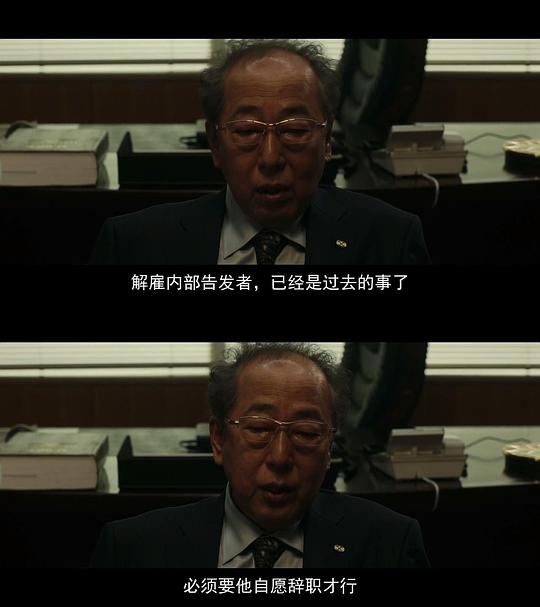 解雇内部告发者，已经是过去的事了
必须要他自愿辞职才行